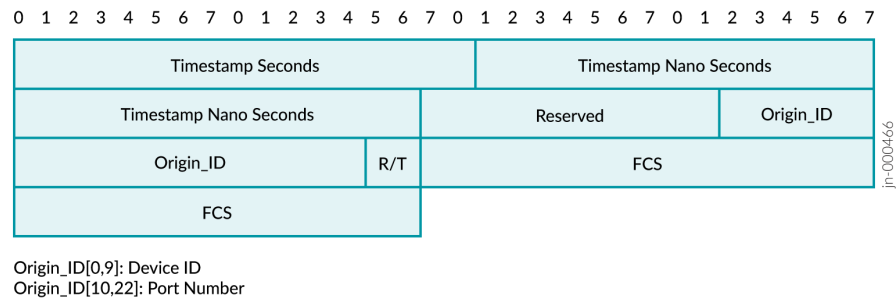 0 1 2 3 4 5 6 7 0 1 3 4 5 6 7 0 1 2 3 4 5 6 7 0 1 2 3 4 5 6 7
Timestamp Seconds Timestamp Nano Seconds
Timestamp Nano Seconds Reserved Origin_ID
Origin_ID R/T FCS
FCS
jn-000466
Origin_ID[0,9]: Device ID
Origin_ID[10,22]: Port Number